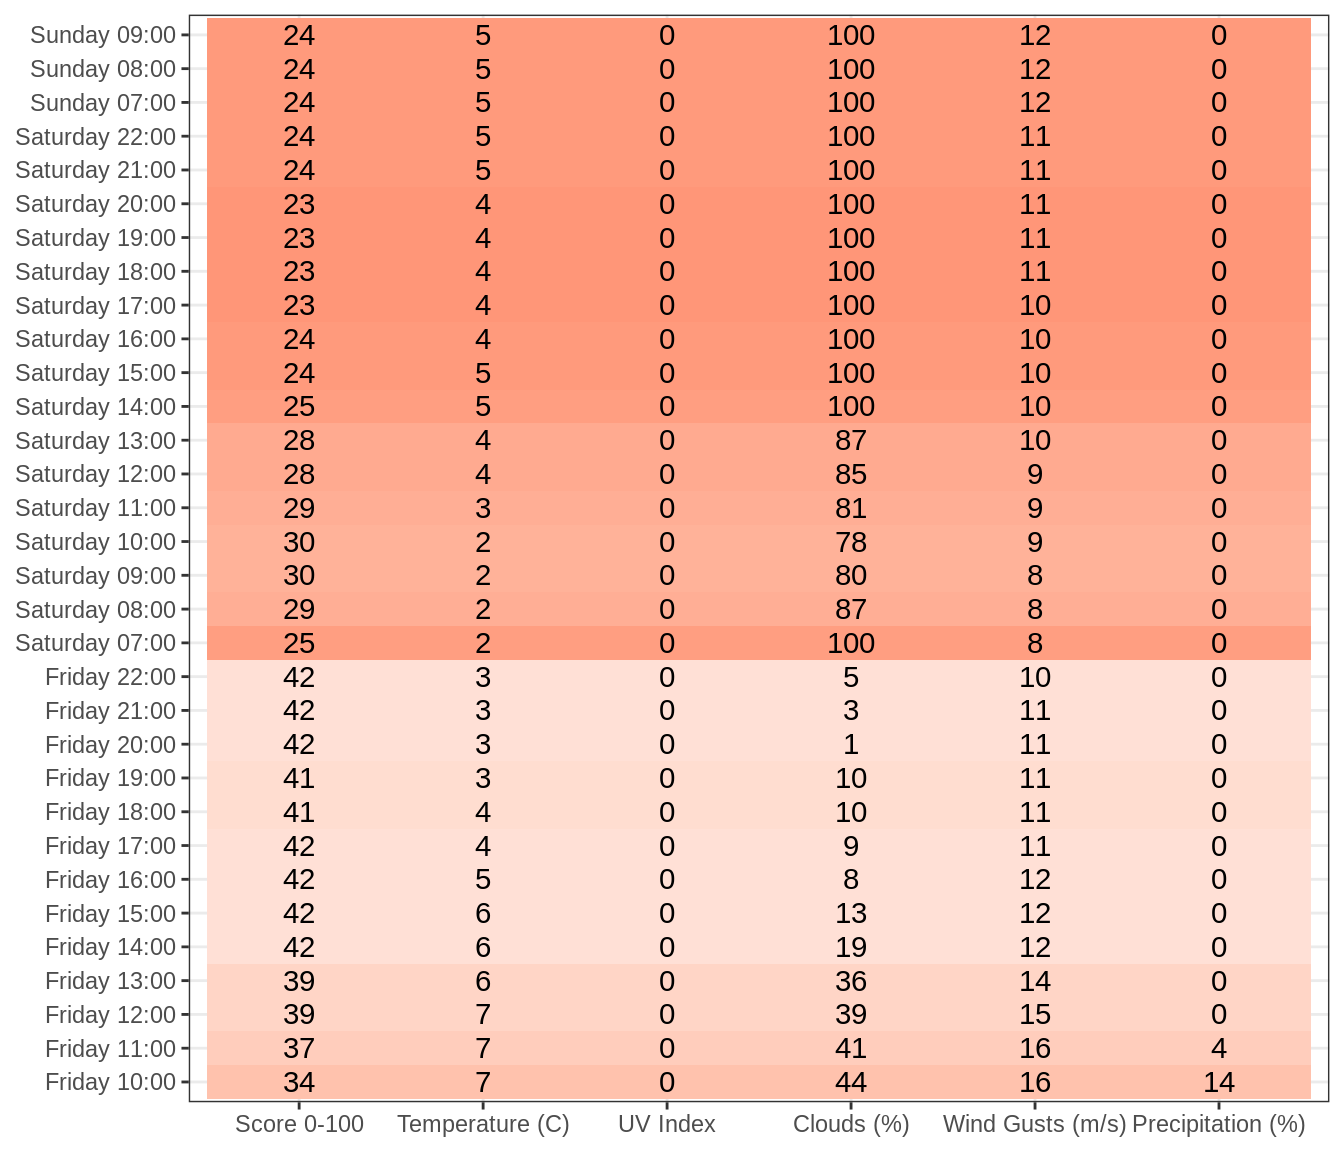 Sunday 09:00 24 5 0 100 12 0
Sunday 08:00 24 5 0 100 12 0
Sunday 07:00 24 5 0 100 12 0
Saturday 22:00 24 5 0 100 11 0
Saturday 21:00 24 5 0 100 11 0
Saturday 20:00 23 4 0 100 11 0
Saturday 19:00 23 4 0 100 11 0
Saturday 18:00 23 4 0 100 11 0
Saturday 17:00 23 4 0 100 10 0
Saturday 16:00 24 4 0 100 10 0
Saturday 15:00 24 5 0 100 10 0
Saturday 14:00 25 5 0 100 10 0
Saturday 13:00 28 4 0 87 10 0
Saturday 12:00 28 4 0 85 9 0
Saturday 11:00 29 3 0 81 9 0
Saturday 10:00 30 2 0 78 9 0
Saturday 09:00 30 2 0 80 8 0
Saturday 08:00 29 2 0 87 8 0
Saturday 07:00 25 2 0 100 8 0
Friday 22:00 42 3 0 5 10 0
Friday 21:00 42 3 0 3 11 0
Friday 20:00 42 3 0 1 11 0
Friday 19:00 41 3 0 10 11 0
Friday 18:00 41 4 0 10 11 0
Friday 17:00 42 4 0 9 11 0
Friday 16:00 42 5 0 8 12 0
Friday 15:00 42 6 0 13 12 0
Friday 14:00 42 6 0 19 12 0
Friday 13:00 39 6 0 36 14 0
Friday 12:00 39 7 0 39 15 0
Friday 11:00 37 7 0 41 16 4
Friday 10:00 34 7 0 44 16 14
Score 0-100 Temperature (C) UV Index Clouds (%) Wind Gusts (m/s) Precipitation (%)